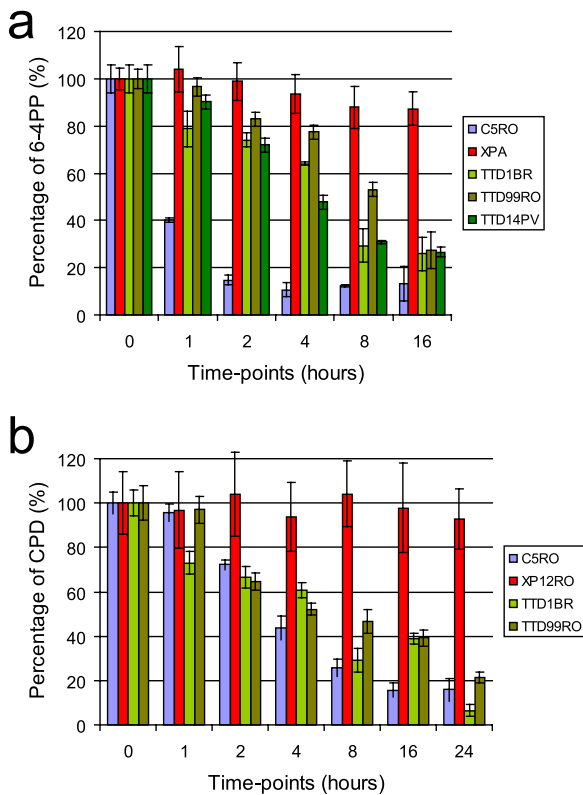 a
Percentage of 6-4PP (%)
120
100
80
60
40
20
0
0 1 2 4 8 16
Time-points (hours)
C5RO
XPA
TTD1BR
TTD99RO
TTD14PV
b
Percentage of CPD (%)
120
100
80
60
40
20
0
0 1 2 4 8 16 24
Time-points (hours)
C5RO
XP12RO
TTD1BR
TTD99RO